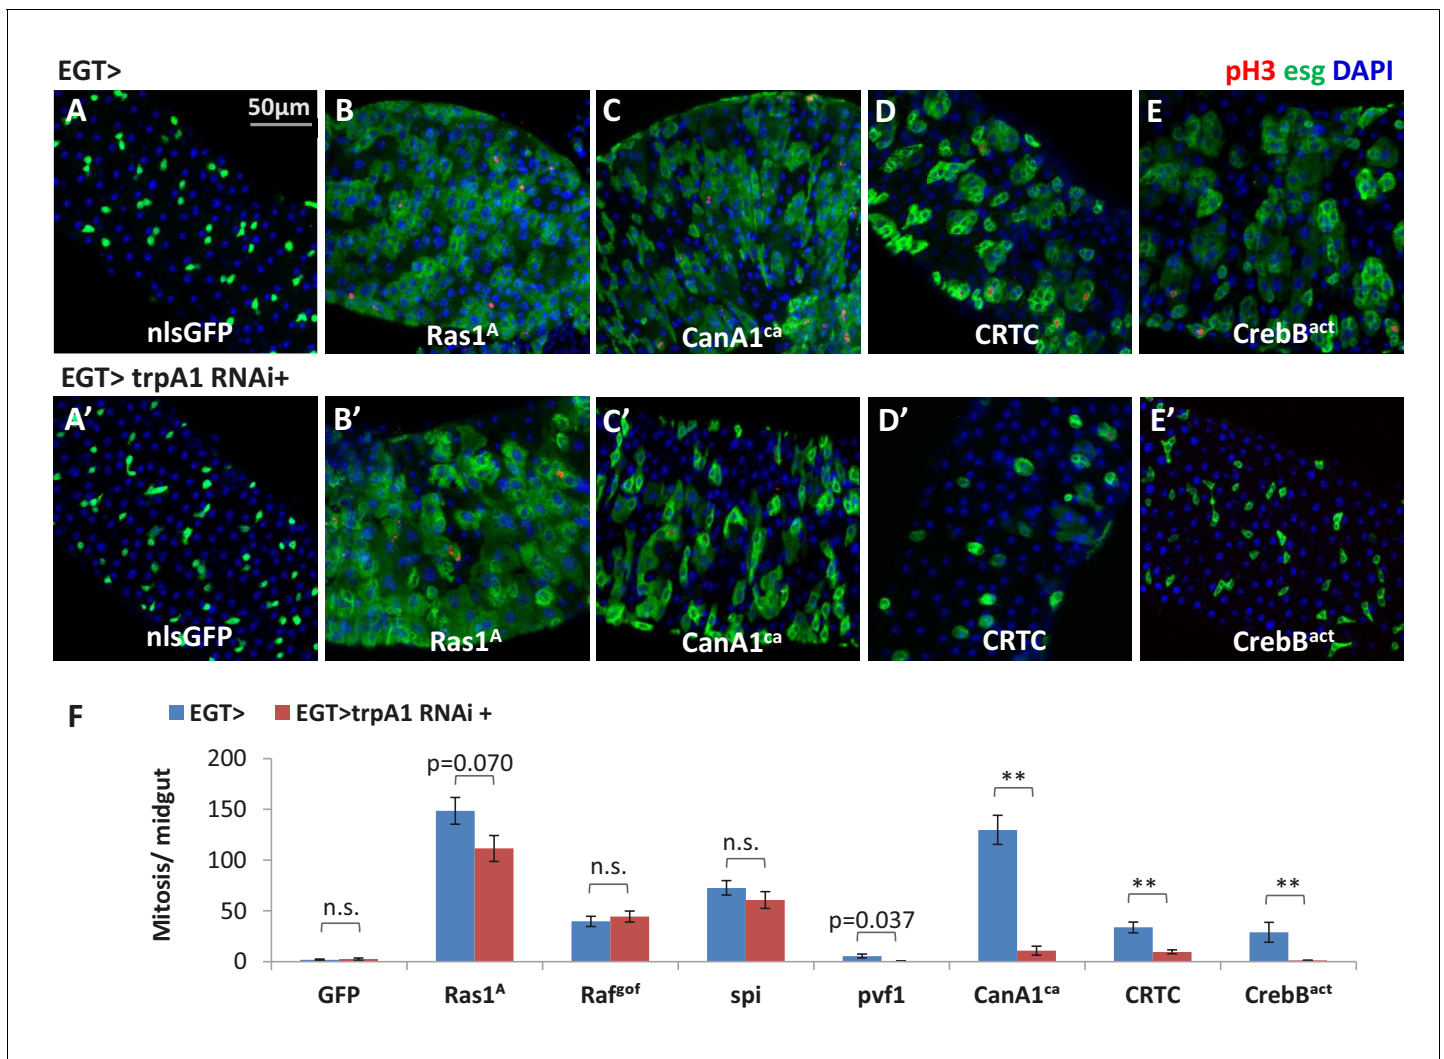 EGT> pH3 esg DAPI
A 50µm B C D E
nlsGFP Ras1ᴬ CanA1ᶜᵃ CRTC CrebBᵃᶜᵗ
EGT> trpA1 RNAi+
A’ B’ C’ D’ E’
nlsGFP Ras1ᴬ CanA1ᶜᵃ CRTC CrebBᵃᶜᵗ
F EGT> EGT>trpA1 RNAi +
Mitosis/ midgut
200
150
100
50
0
n.s. p=0.070 n.s. n.s. p=0.037 ** ** **
GFP Ras1ᴬ Rafᵍᵒᶠ spi pvf1 CanA1ᶜᵃ CRTC CrebBᵃᶜᵗ